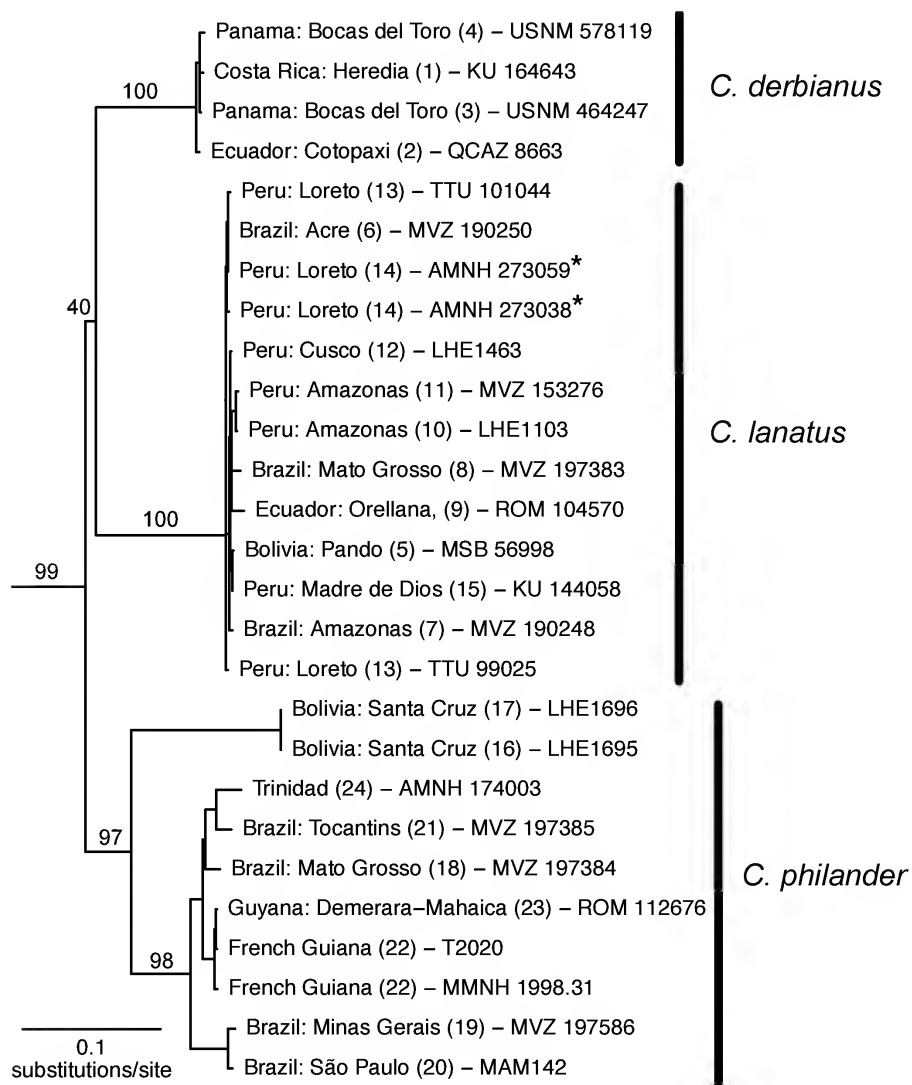 Panama: Bocas del Toro (4) – USNM 578119
Costa Rica: Heredia (1) – KU 164643
100
C. derbianus
Panama: Bocas del Toro (3) – USNM 464247
Ecuador: Cotopaxi (2) – QCAZ 8663
Peru: Loreto (13) – TTU 101044
Brazil: Acre (6) – MVZ 190250
Peru: Loreto (14) – AMNH 273059*
40
Peru: Loreto (14) – AMNH 273038*
Peru: Cusco (12) – LHE1463
Peru: Amazonas (11) – MVZ 153276
Peru: Amazonas (10) – LHE1103
C. lanatus
Brazil: Mato Grosso (8) – MVZ 197383
Ecuador: Orellana, (9) – ROM 104570
100
Bolivia: Pando (5) – MSB 56998
99
Peru: Madre de Dios (15) – KU 144058
Brazil: Amazonas (7) – MVZ 190248
Peru: Loreto (13) – TTU 99025
Bolivia: Santa Cruz (17) – LHE1696
Bolivia: Santa Cruz (16) – LHE1695
Trinidad (24) – AMNH 174003
Brazil: Tocantins (21) – MVZ 197385
97
Brazil: Mato Grosso (18) – MVZ 197384
C. philander
Guyana: Demerara–Mahaica (23) – ROM 112676
French Guiana (22) – T2020
98
French Guiana (22) – MMNH 1998.31
Brazil: Minas Gerais (19) – MVZ 197586
0.1
substitutions/site
Brazil: São Paulo (20) – MAM142